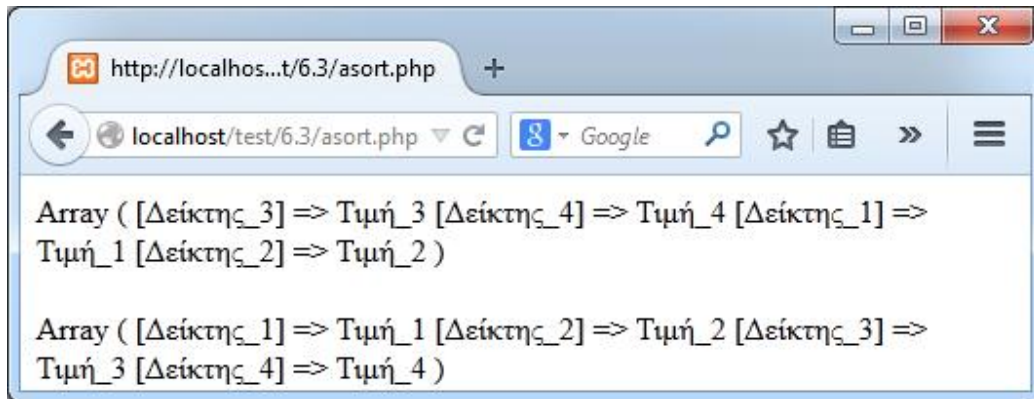 http://localhos...t/6.3/asort.php
localhost/test/6.3/asort.php
8 Google
Array ( [Δείκτης_3] => Τιμή_3 [Δείκτης_4] => Τιμή_4 [Δείκτης_1] =>
Τιμή_1 [Δείκτης_2] => Τιμή_2 )
Array ( [Δείκτης_1] => Τιμή_1 [Δείκτης_2] => Τιμή_2 [Δείκτης_3] =>
Τιμή_3 [Δείκτης_4] => Τιμή_4 )